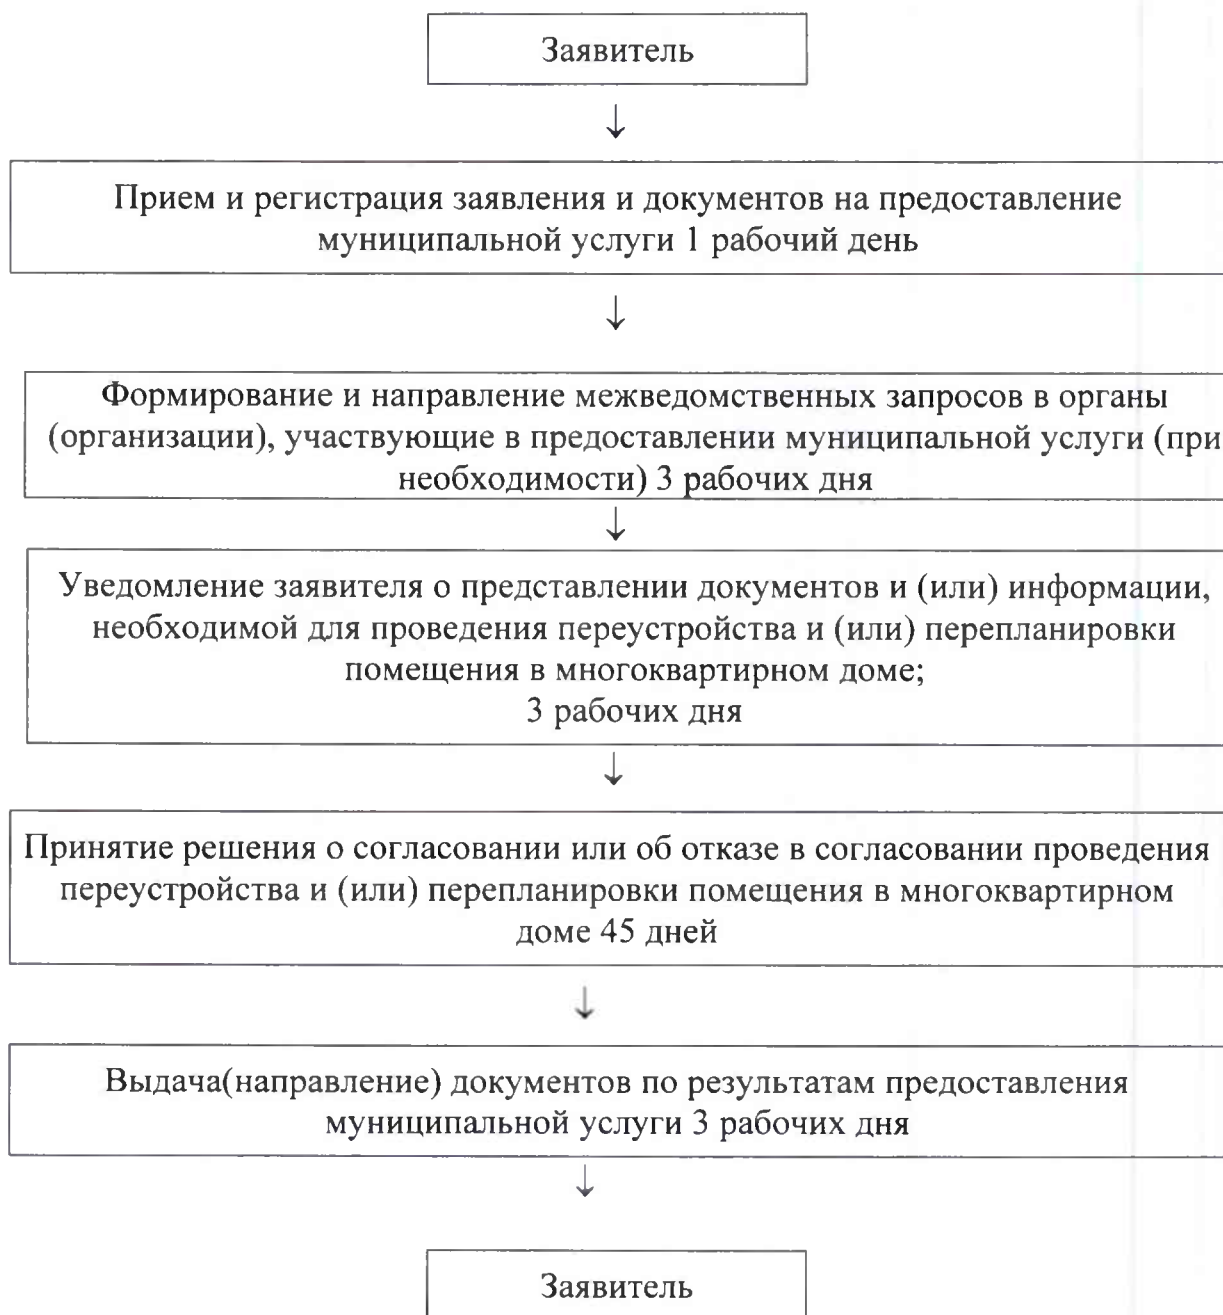 Заявитель
↓
Прием и регистрация заявления и документов на предоставление
муниципальной услуги 1 рабочий день
↓
Формирование и направление межведомственных запросов в органы
(организации), участвующие в предоставлении муниципальной услуги (при
необходимости) 3 рабочих дня
↓
Уведомление заявителя о представлении документов и (или) информации,
необходимой для проведения переустройства и (или) перепланировки
помещения в многоквартирном доме;
3 рабочих дня
↓
Принятие решения о согласовании или об отказе в согласовании проведения
переустройства и (или) перепланировки помещения в многоквартирном
доме 45 дней
↓
Выдача(направление) документов по результатам предоставления
муниципальной услуги 3 рабочих дня
↓
Заявитель